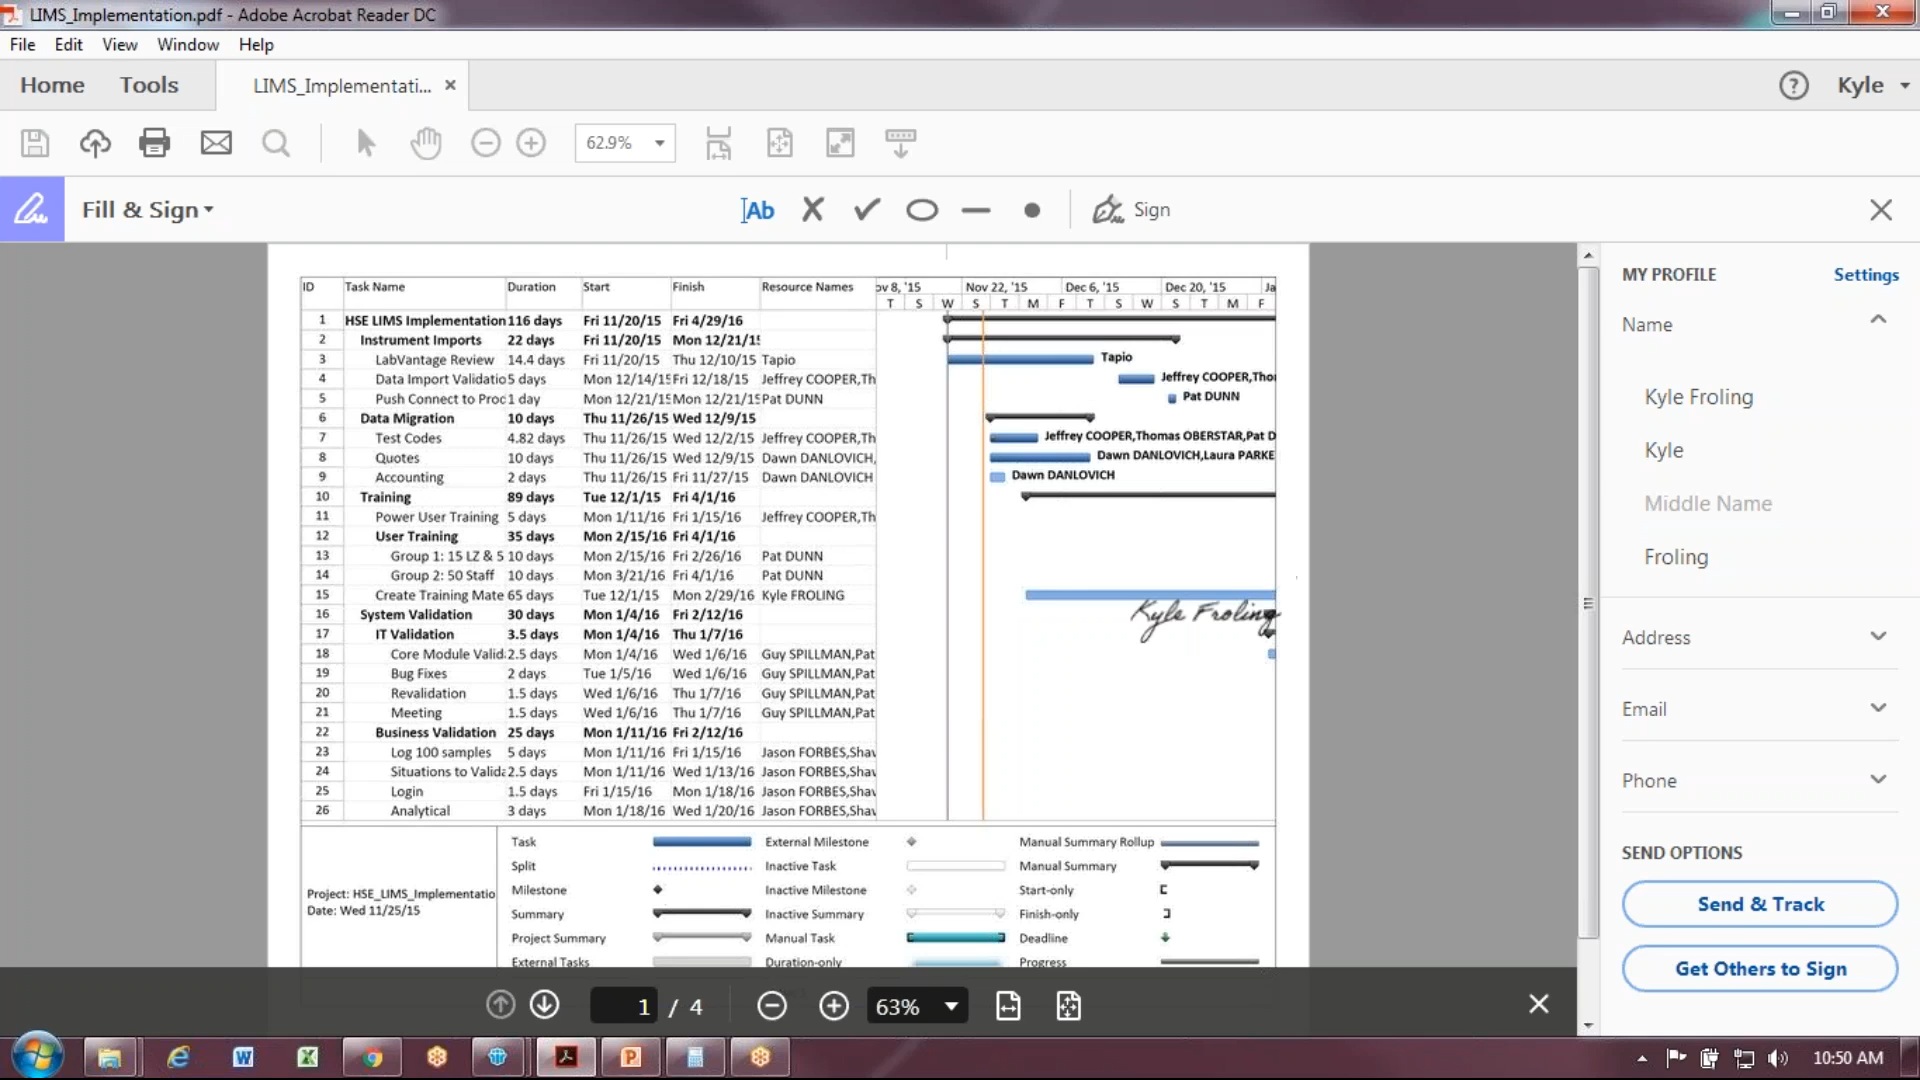 LIMS_Implementation.pdf - Adobe Acrobat Reader DC
File Edit View Window Help
Home Tools LIMS_Implementati... Kyle
62.9%
Fill & Sign Ab Sign
MY PROFILE Settings
Name
Kyle Froling
Kyle
Middle Name
Froling
Address
Email
Phone
SEND OPTIONS
Send & Track
Get Others to Sign
ID Task Name Duration Start Finish Resource Names ov 8, '15 Nov 22, '15 Dec 6, '15 Dec 20, '15 Ja
T S W S T M F T S W S T M F
1 HSE LIMS Implementation 116 days Fri 11/20/15 Fri 4/29/16
2 Instrument Imports 22 days Fri 11/20/15 Mon 12/21/15
3 LabVantage Review 14.4 days Fri 11/20/15 Thu 12/10/15 Tapio Tapio
4 Data Import Validatio 5 days Mon 12/14/15 Fri 12/18/15 Jeffrey COOPER,Th Jeffrey COOPER,Tho
5 Push Connect to Proc 1 day Mon 12/21/15 Mon 12/21/15 Pat DUNN Pat DUNN
6 Data Migration 10 days Thu 11/26/15 Wed 12/9/15
7 Test Codes 4.82 days Thu 11/26/15 Wed 12/2/15 Jeffrey COOPER,Th Jeffrey COOPER,Thomas OBERSTAR,Pat D
8 Quotes 10 days Thu 11/26/15 Wed 12/9/15 Dawn DANLOVICH, Dawn DANLOVICH,Laura PARKE
9 Accounting 2 days Thu 11/26/15 Fri 11/27/15 Dawn DANLOVICH Dawn DANLOVICH
10 Training 89 days Tue 12/1/15 Fri 4/1/16
11 Power User Training 5 days Mon 1/11/16 Fri 1/15/16 Jeffrey COOPER,Th
12 User Training 35 days Mon 2/15/16 Fri 4/1/16
13 Group 1: 15 LZ & 5 10 days Mon 2/15/16 Fri 2/26/16 Pat DUNN
14 Group 2: 50 Staff 10 days Mon 3/21/16 Fri 4/1/16 Pat DUNN
15 Create Training Mate 65 days Tue 12/1/15 Mon 2/29/16 Kyle FROLING
16 System Validation 30 days Mon 1/4/16 Fri 2/12/16 Kyle Froling
17 IT Validation 3.5 days Mon 1/4/16 Thu 1/7/16
18 Core Module Valid 2.5 days Mon 1/4/16 Wed 1/6/16 Guy SPILLMAN,Pat
19 Bug Fixes 2 days Tue 1/5/16 Wed 1/6/16 Guy SPILLMAN,Pat
20 Revalidation 1.5 days Wed 1/6/16 Thu 1/7/16 Guy SPILLMAN,Pat
21 Meeting 1.5 days Wed 1/6/16 Thu 1/7/16 Guy SPILLMAN,Pat
22 Business Validation 25 days Mon 1/11/16 Fri 2/12/16
23 Log 100 samples 5 days Mon 1/11/16 Fri 1/15/16 Jason FORBES,Shav
24 Situations to Valida 2.5 days Mon 1/11/16 Wed 1/13/16 Jason FORBES,Shav
25 Login 1.5 days Fri 1/15/16 Mon 1/18/16 Jason FORBES,Shav
26 Analytical 3 days Mon 1/18/16 Wed 1/20/16 Jason FORBES,Shav
Project: HSE_LIMS_Implementatio
Date: Wed 11/25/15
Task External Milestone Manual Summary Rollup
Split Inactive Task Manual Summary
Milestone Inactive Milestone Start-only
Summary Inactive Summary Finish-only
Project Summary Manual Task Deadline
External Tasks Duration-only Progress
1 / 4 63%
10:50 AM